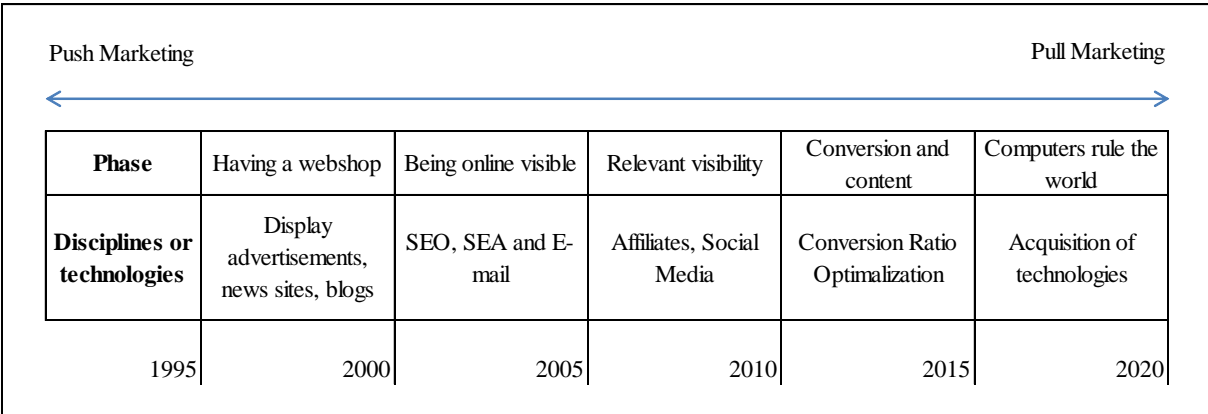 Push Marketing Pull Marketing
Phase Having a webshop Being online visible Relevant visibility Conversion and content Computers rule the world
Disciplines or technologies Display advertisements, news sites, blogs SEO, SEA and E-mail Affiliates, Social Media Conversion Ratio Optimalization Acquisition of technologies
1995 2000 2005 2010 2015 2020